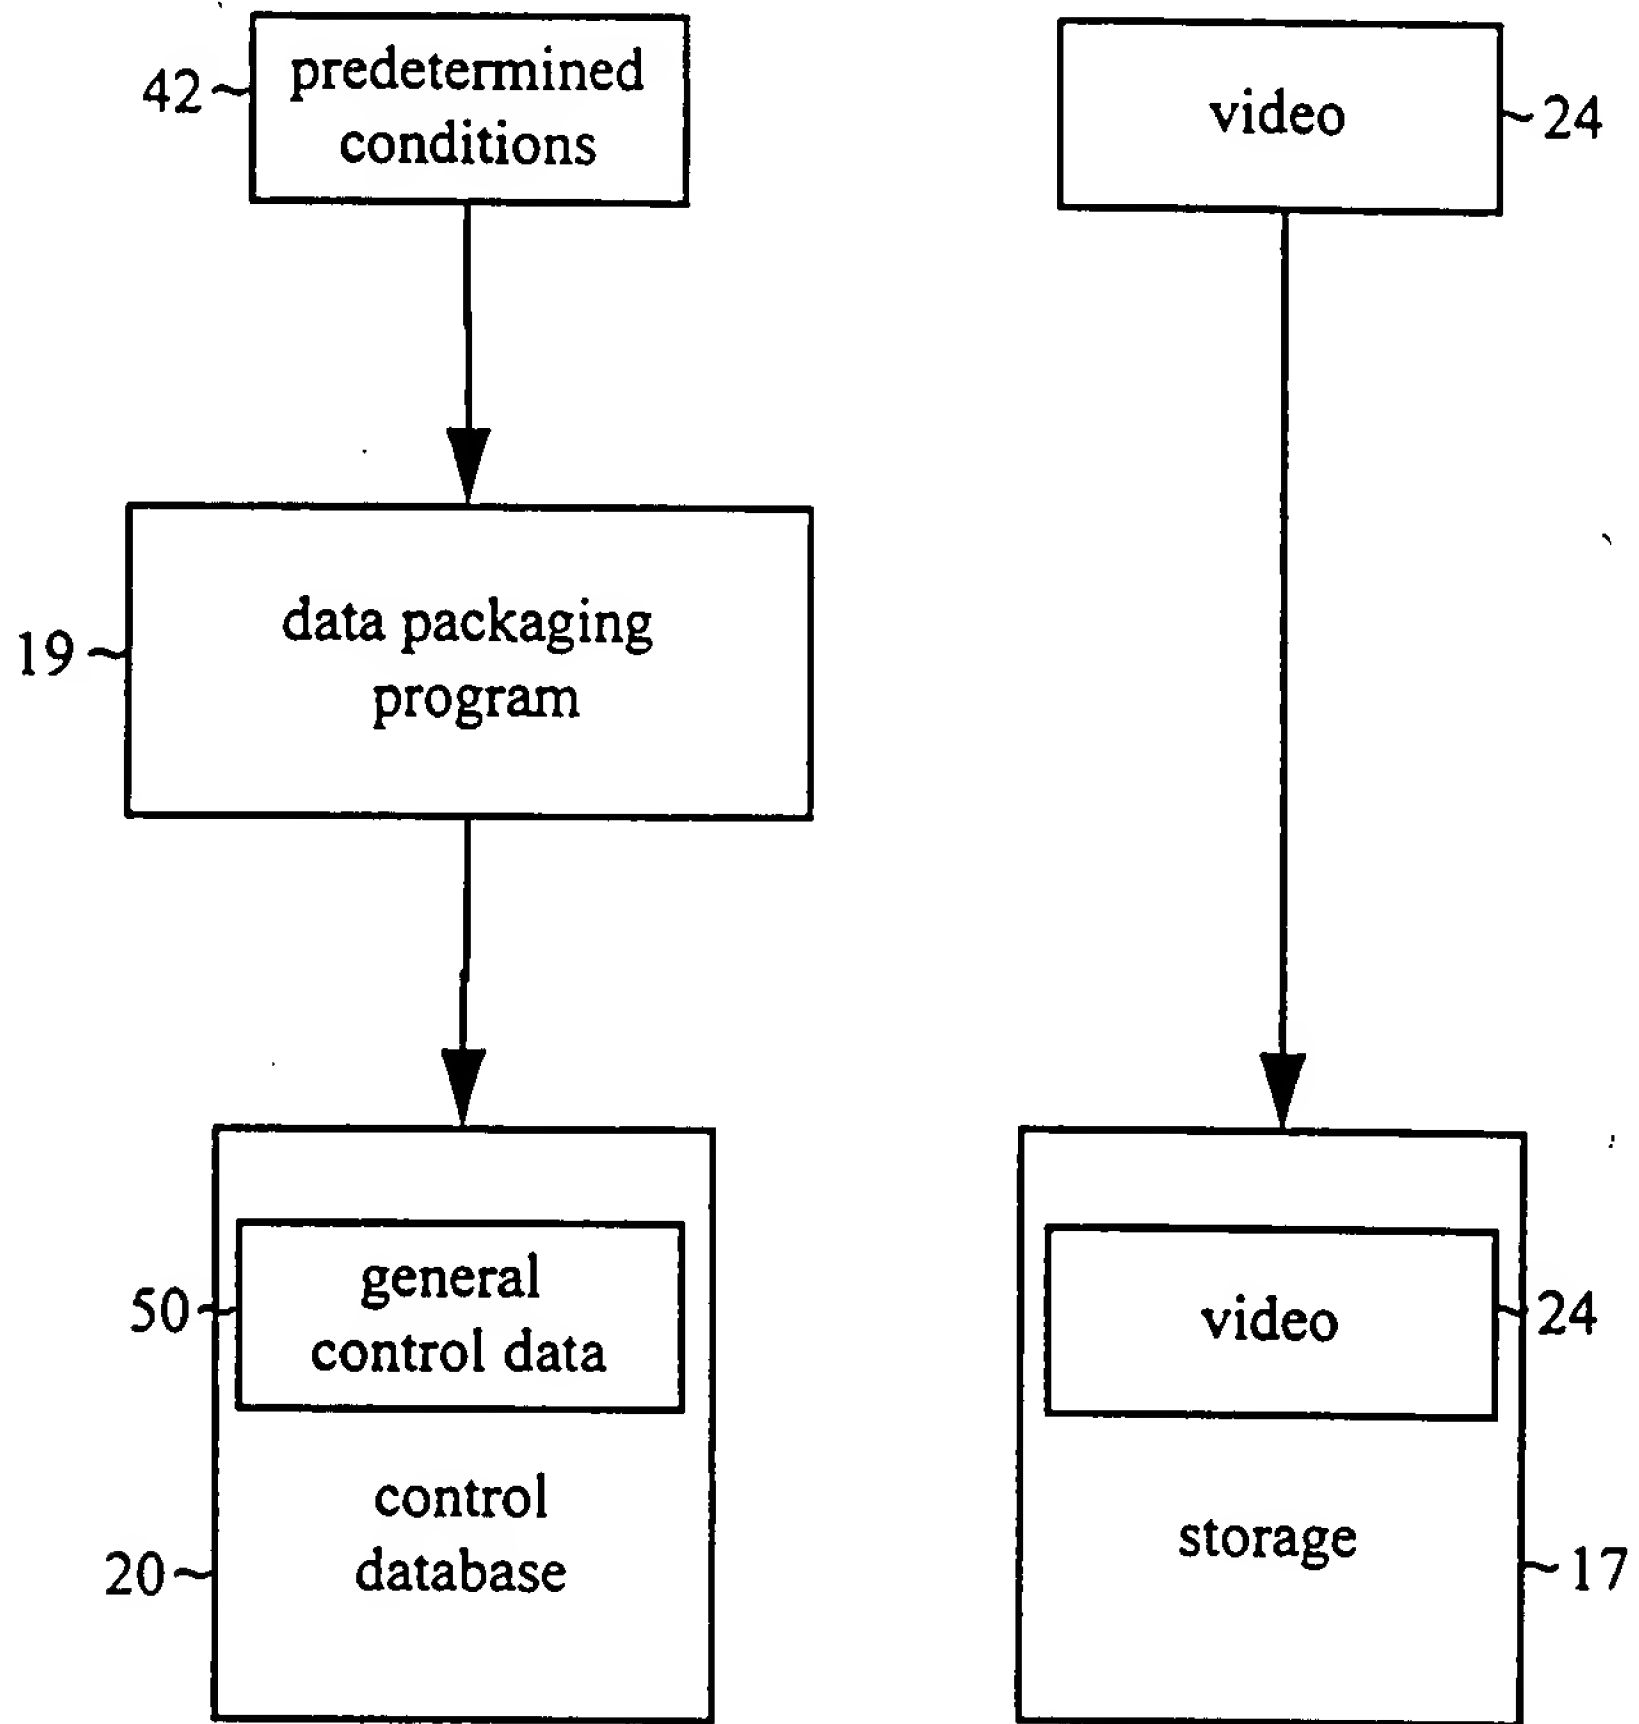 42
predetermined
conditions
video
24
19
data packaging
program
50
general
control data
control
database
20
video
24
storage
17